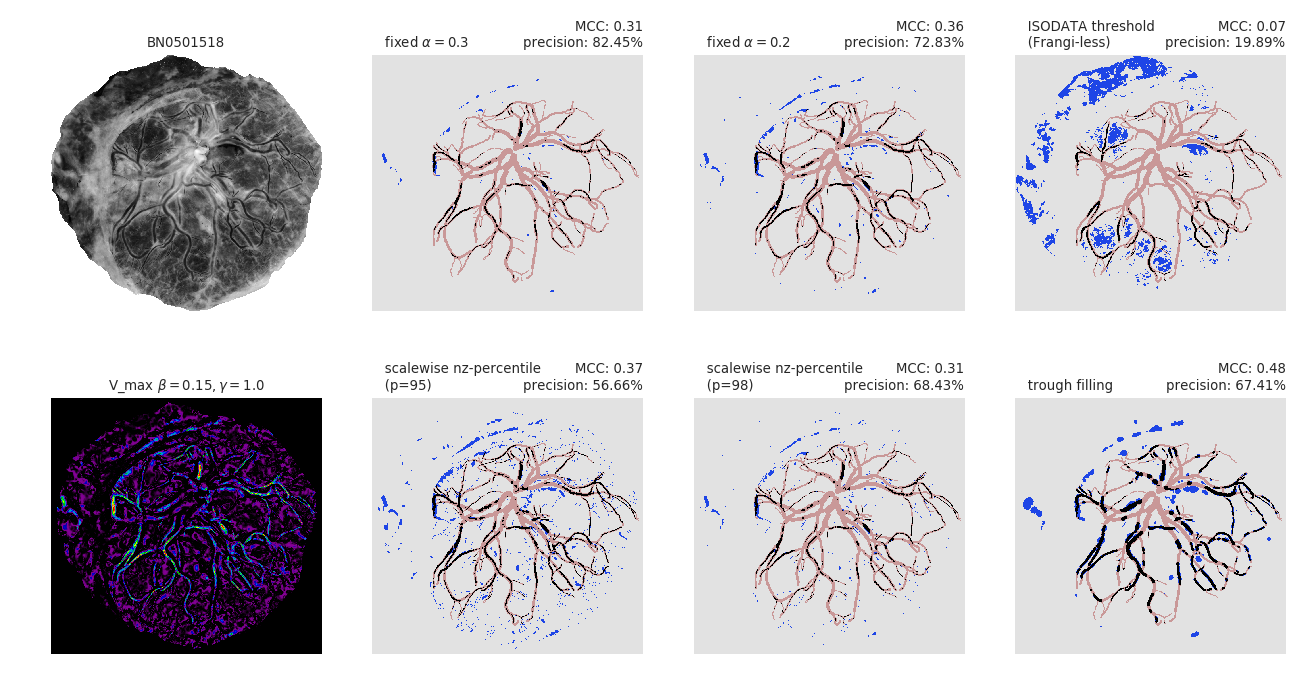 BN0501518
MCC: 0.31
fixed α = 0.3 precision: 82.45%
MCC: 0.36
fixed α = 0.2 precision: 72.83%
ISODATA threshold MCC: 0.07
(Frangi-less) precision: 19.89%
V_max β = 0.15, γ = 1.0
scalewise nz-percentile MCC: 0.37
(p=95) precision: 56.66%
scalewise nz-percentile MCC: 0.31
(p=98) precision: 68.43%
MCC: 0.48
trough filling precision: 67.41%